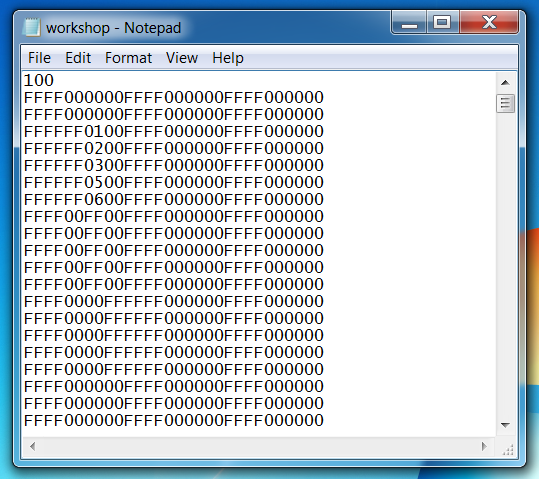 workshop - Notepad
File Edit Format View Help
100
FFFF000000FFFF000000FFFF000000
FFFF000000FFFF000000FFFF000000
FFFFFF0100FFFF000000FFFF000000
FFFFFF0200FFFF000000FFFF000000
FFFFFF0300FFFF000000FFFF000000
FFFFFF0500FFFF000000FFFF000000
FFFFFF0600FFFF000000FFFF000000
FFFF00FF00FFFF000000FFFF000000
FFFF00FF00FFFF000000FFFF000000
FFFF00FF00FFFF000000FFFF000000
FFFF00FF00FFFF000000FFFF000000
FFFF00FF00FFFF000000FFFF000000
FFFF0000FFFFFF000000FFFF000000
FFFF0000FFFFFF000000FFFF000000
FFFF0000FFFFFF000000FFFF000000
FFFF0000FFFFFF000000FFFF000000
FFFF0000FFFFFF000000FFFF000000
FFFF000000FFFF000000FFFF000000
FFFF000000FFFF000000FFFF000000
FFFF000000FFFF000000FFFF000000